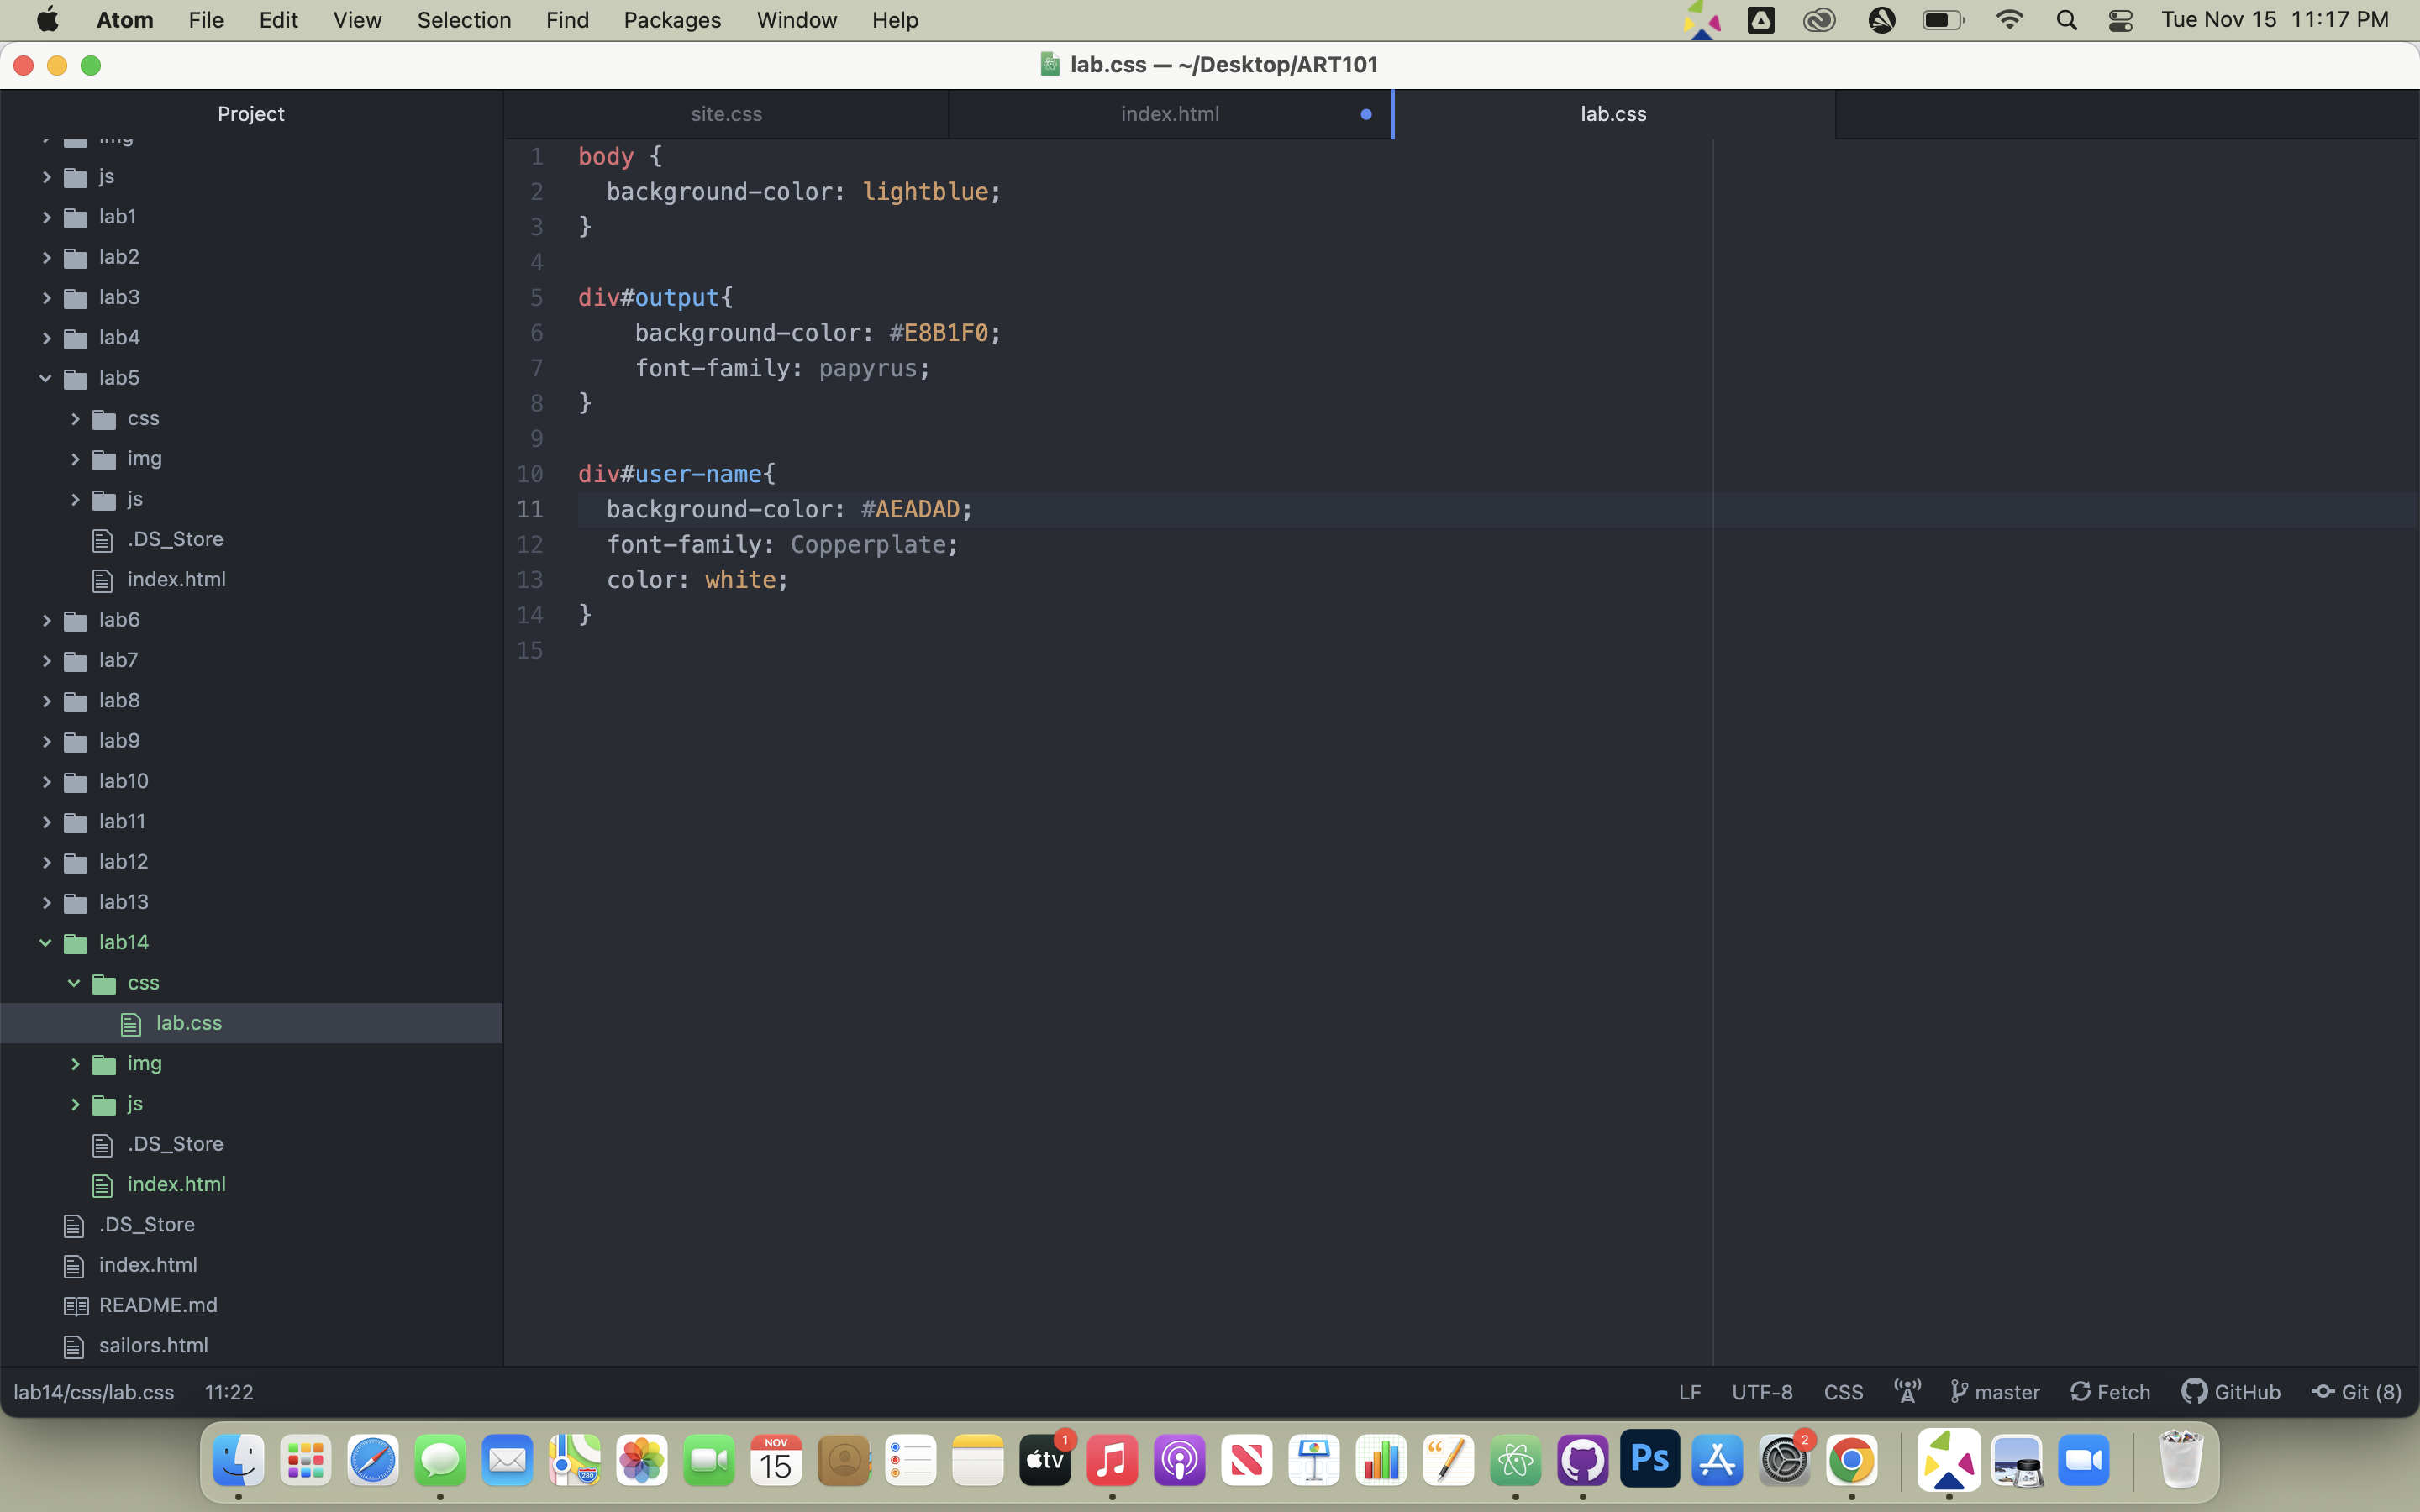 Atom File Edit View Selection Find Packages Window Help Tue Nov 15 11:17 PM
lab.css — ~/Desktop/ART101
Project site.css index.html lab.css
img
js
lab1
lab2
lab3
lab4
lab5
css
img
js
.DS_Store
index.html
lab6
lab7
lab8
lab9
lab10
lab11
lab12
lab13
lab14
css
lab.css
img
js
.DS_Store
index.html
.DS_Store
index.html
README.md
sailors.html
1 body {
2 background-color: lightblue;
3 }
4
5 div#output{
6 background-color: #E8B1F0;
7 font-family: papyrus;
8 }
9
10 div#user-name{
11 background-color: #AEADAD;
12 font-family: Copperplate;
13 color: white;
14 }
15
lab14/css/lab.css 11:22 LF UTF-8 CSS master Fetch GitHub Git (8)
280 NOV 15 tv 1 Ps 2